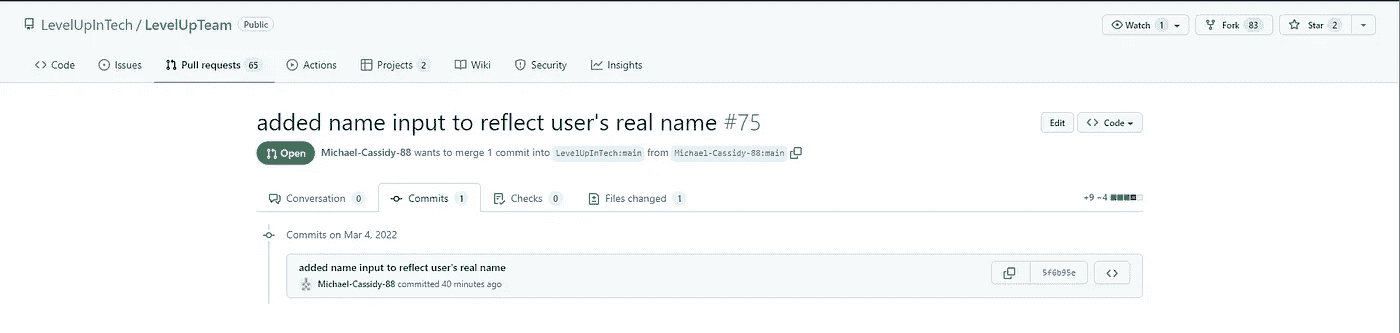 LevelUpInTech / LevelUpTeam Public Watch 1 Fork 83 Star 2
Code Issues Pull requests 65 Actions Projects 2 Wiki Security Insights
added name input to reflect user's real name #75 Edit Code
Open Michael-Cassidy-88 wants to merge 1 commit into LevelUpInTech:main from Michael-Cassidy-88:main
Conversation 0 Commits 1 Checks 0 Files changed 1 +9 −4
Commits on Mar 4, 2022
added name input to reflect user's real name
5f6b95e
Michael-Cassidy-88 committed 40 minutes ago